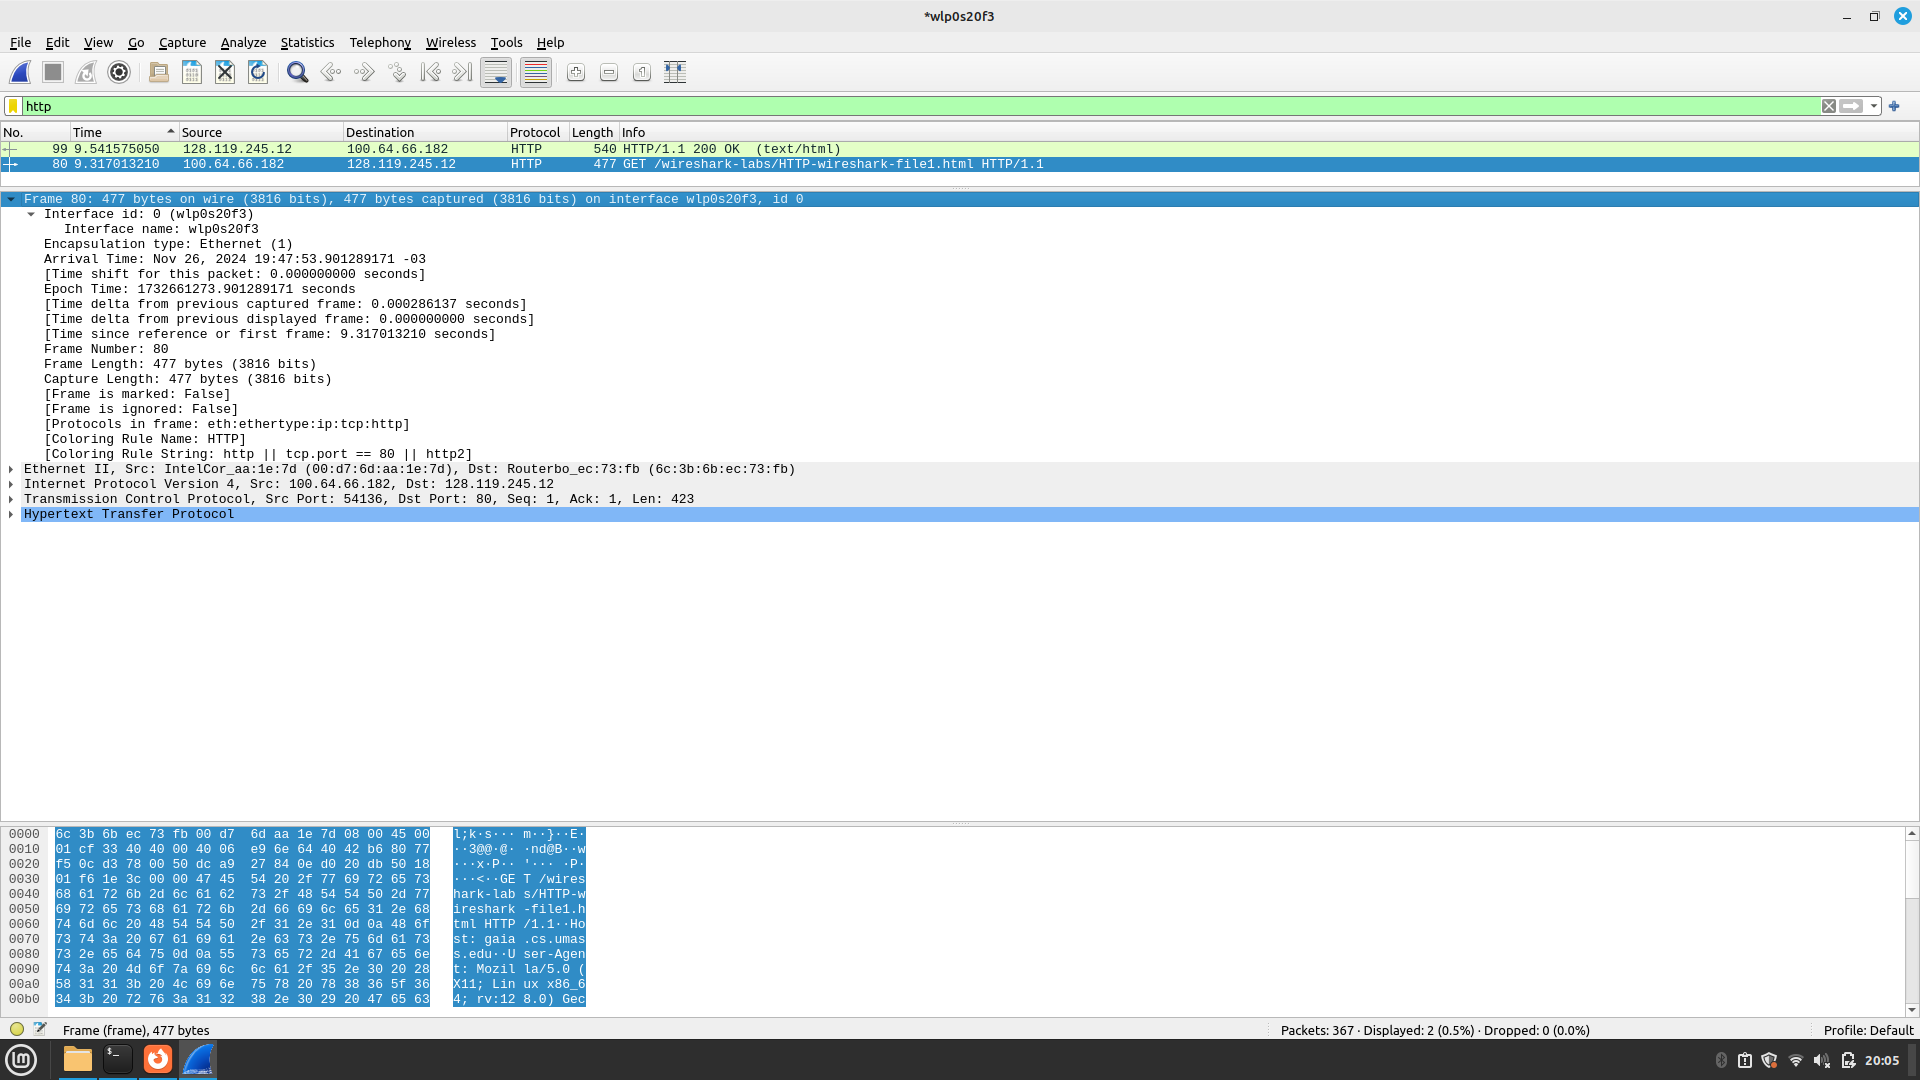 *wlp0s20f3
File Edit View Go Capture Analyze Statistics Telephony Wireless Tools Help
http
No. Time Source Destination Protocol Length Info
99 9.541575050 128.119.245.12 100.64.66.182 HTTP 540 HTTP/1.1 200 OK (text/html)
80 9.317013210 100.64.66.182 128.119.245.12 HTTP 477 GET /wireshark-labs/HTTP-wireshark-file1.html HTTP/1.1
Frame 80: 477 bytes on wire (3816 bits), 477 bytes captured (3816 bits) on interface wlp0s20f3, id 0
Interface id: 0 (wlp0s20f3)
Interface name: wlp0s20f3
Encapsulation type: Ethernet (1)
Arrival Time: Nov 26, 2024 19:47:53.901289171 -03
[Time shift for this packet: 0.000000000 seconds]
Epoch Time: 1732661273.901289171 seconds
[Time delta from previous captured frame: 0.000286137 seconds]
[Time delta from previous displayed frame: 0.000000000 seconds]
[Time since reference or first frame: 9.317013210 seconds]
Frame Number: 80
Frame Length: 477 bytes (3816 bits)
Capture Length: 477 bytes (3816 bits)
[Frame is marked: False]
[Frame is ignored: False]
[Protocols in frame: eth:ethertype:ip:tcp:http]
[Coloring Rule Name: HTTP]
[Coloring Rule String: http || tcp.port == 80 || http2]
Ethernet II, Src: IntelCor_aa:1e:7d (00:d7:6d:aa:1e:7d), Dst: Routerbo_ec:73:fb (6c:3b:6b:ec:73:fb)
Internet Protocol Version 4, Src: 100.64.66.182, Dst: 128.119.245.12
Transmission Control Protocol, Src Port: 54136, Dst Port: 80, Seq: 1, Ack: 1, Len: 423
Hypertext Transfer Protocol
0000 6c 3b 6b ec 73 fb 00 d7 6d aa 1e 7d 08 00 45 00 l;k·s··· m··}··E·
0010 01 cf 33 40 40 00 40 06 e9 6e 64 40 42 b6 80 77 ··3@@·@· ·nd@B··w
0020 f5 0c d3 78 00 50 dc a9 27 84 0e d0 20 db 50 18 ···x·P·· '··· ·P·
0030 01 f6 1e 3c 00 00 47 45 54 20 2f 77 69 72 65 73 ···<··GE T /wires
0040 68 61 72 6b 2d 6c 61 62 73 2f 48 54 54 50 2d 77 hark-lab s/HTTP-w
0050 69 72 65 73 68 61 72 6b 2d 66 69 6c 65 31 2e 68 ireshark -file1.h
0060 74 6d 6c 20 48 54 54 50 2f 31 2e 31 0d 0a 48 6f tml HTTP /1.1··Ho
0070 73 74 3a 20 67 61 69 61 2e 63 73 2e 75 6d 61 73 st: gaia .cs.umas
0080 73 2e 65 64 75 0d 0a 55 73 65 72 2d 41 67 65 6e s.edu··U ser-Agen
0090 74 3a 20 4d 6f 7a 69 6c 6c 61 2f 35 2e 30 20 28 t: Mozil la/5.0 (
00a0 58 31 31 3b 20 4c 69 6e 75 78 20 78 38 36 5f 36 X11; Lin ux x86_6
00b0 34 3b 20 72 76 3a 31 32 38 2e 30 29 20 47 65 63 4; rv:12 8.0) Gec
Frame (frame), 477 bytes Packets: 367 · Displayed: 2 (0.5%) · Dropped: 0 (0.0%) Profile: Default
20:05